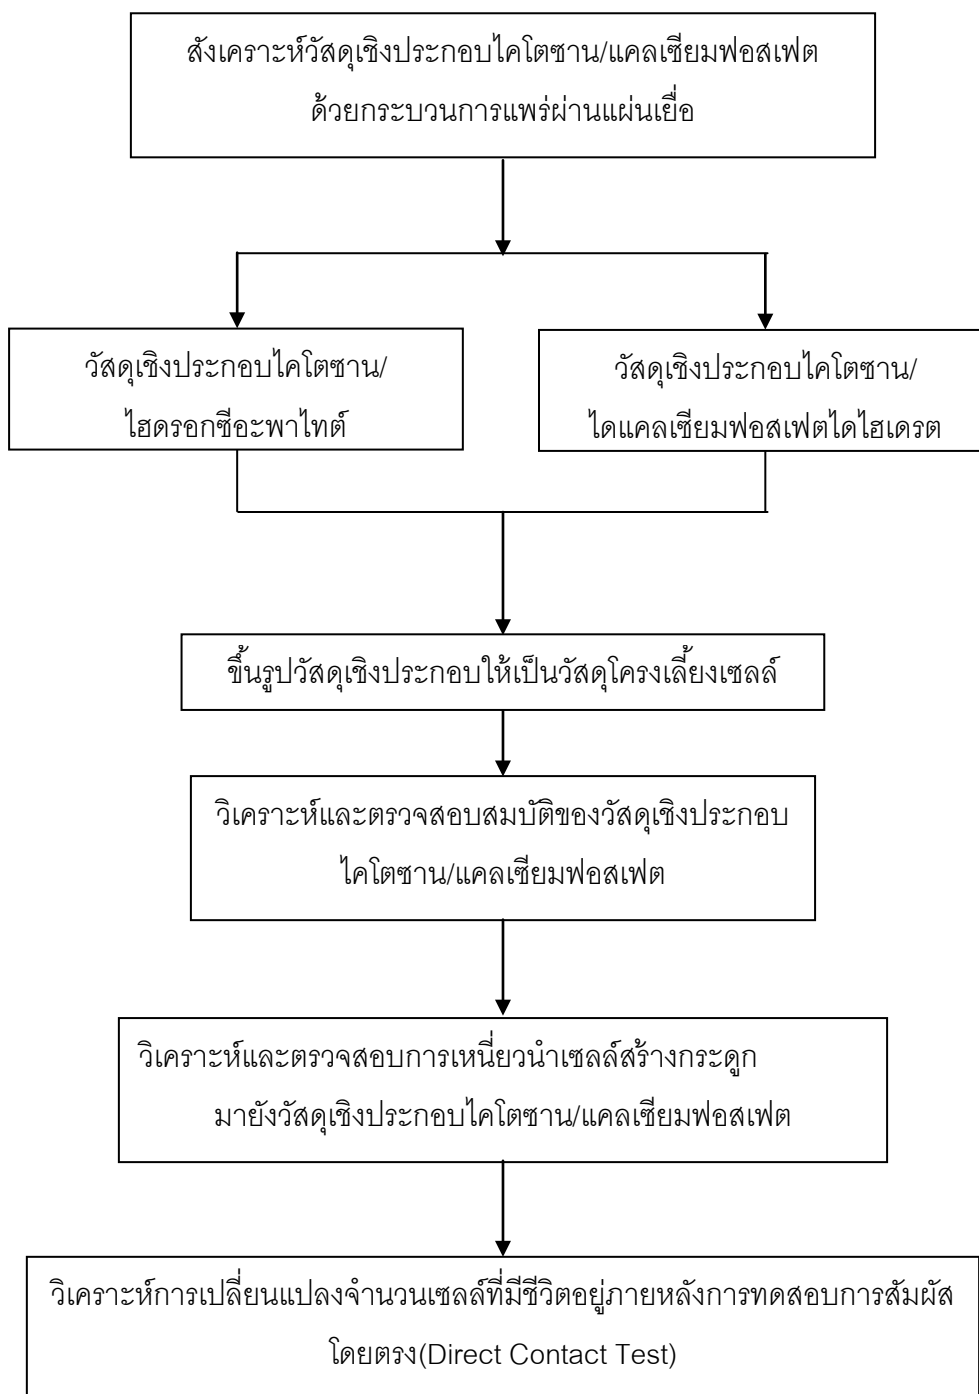 สังเคราะห์วัสดุเชิงประกอบไคโตซาน/แคลเซียมฟอสเฟต
ด้วยกระบวนการแพร่ผ่านแผ่นเยื่อ
วัสดุเชิงประกอบไคโตซาน/
ไฮดรอกซีอะพาไทต์
วัสดุเชิงประกอบไคโตซาน/
ไดแคลเซียมฟอสเฟตไดไฮเดรต
ขึ้นรูปวัสดุเชิงประกอบให้เป็นวัสดุโครงเลี้ยงเซลล์
วิเคราะห์และตรวจสอบสมบัติของวัสดุเชิงประกอบ
ไคโตซาน/แคลเซียมฟอสเฟต
วิเคราะห์และตรวจสอบการเหนี่ยวนำเซลล์สร้างกระดูก
มายังวัสดุเชิงประกอบไคโตซาน/แคลเซียมฟอสเฟต
วิเคราะห์การเปลี่ยนแปลงจำนวนเซลล์ที่มีชีวิตอยู่ภายหลังการทดสอบการสัมผัส
โดยตรง(Direct Contact Test)